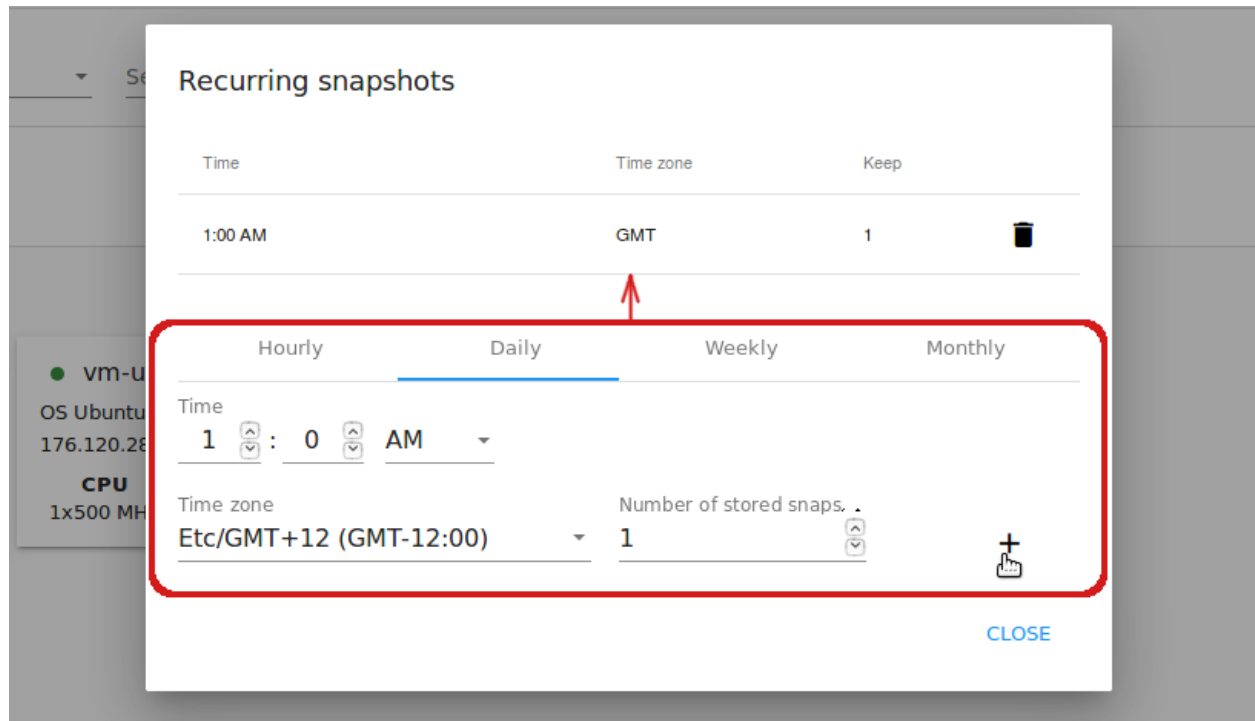 Recurring snapshots
Time Time zone Keep
1:00 AM GMT 1
Hourly Daily Weekly Monthly
vm-u
OS Ubuntu
176.120.28
CPU
1x500 MH
Time
1 : 0 AM
Time zone Number of stored snaps
Etc/GMT+12 (GMT-12:00) 1
+
CLOSE